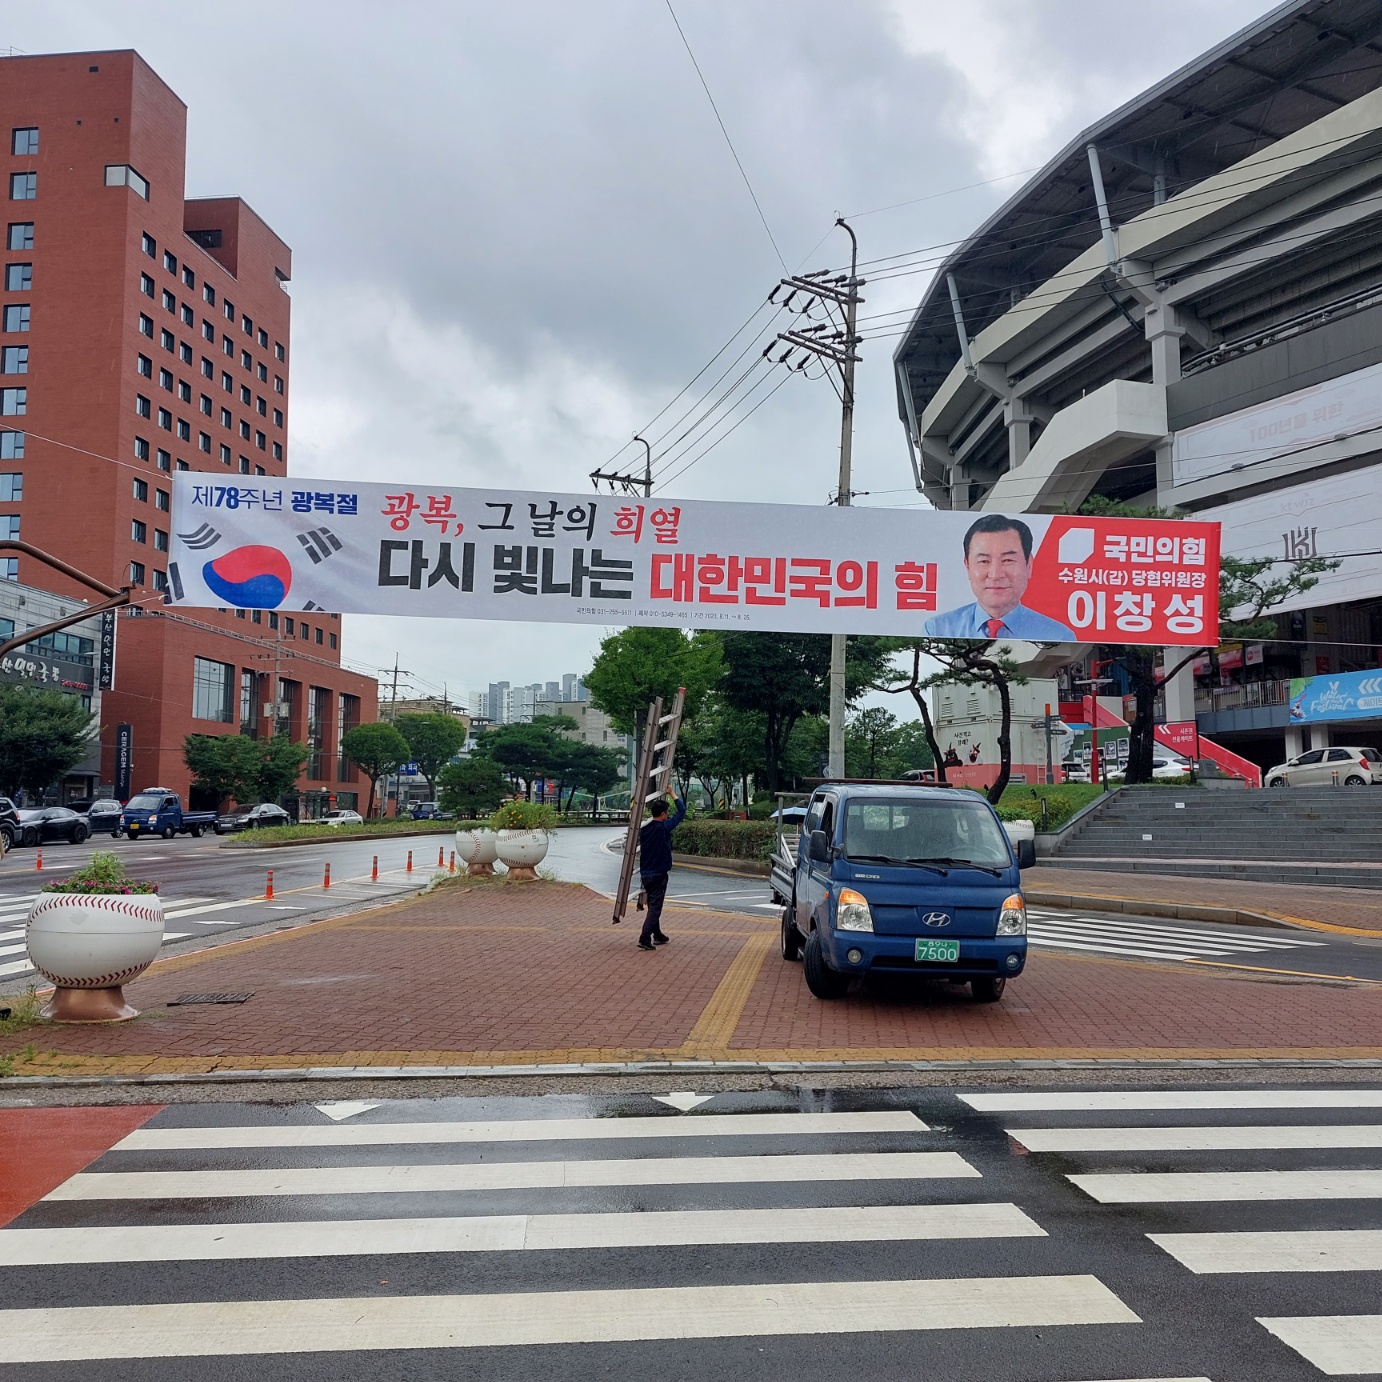 제78주년 광복절
광복, 그 날의 희열
다시 빛나는 대한민국의 힘
국민의힘
수원시(갑) 당협위원장
이창성
CERAGEM
7500